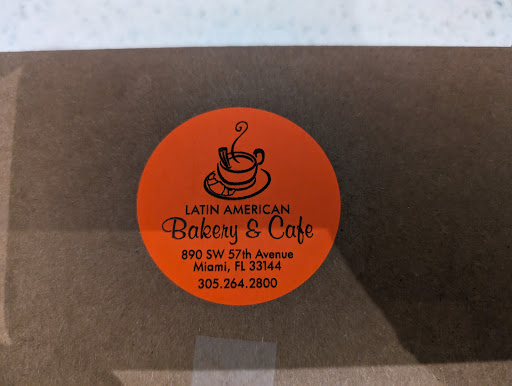 LATIN AMERICAN
Bakery & Cafe
890 SW 57th Avenue
Miami, FL 33144
305.264.2800